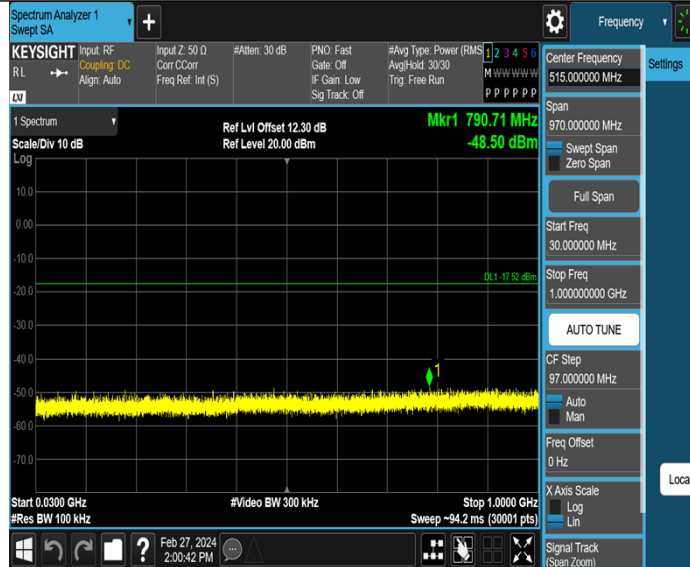 Spectrum Analyzer 1
Swept SA
Frequency
KEYSIGHT
RL
LXI
Input: RF
Coupling: DC
Align: Auto
Input Z: 50 Ω
Corr CCorr
Freq Ref: Int (S)
#Atten: 30 dB
PNO: Fast
Gate: Off
IF Gain: Low
Sig Track: Off
#Avg Type: Power (RMS
Avg|Hold: 30/30
Trig: Free Run
1 2 3 4 5 6
M W W W W W
P P P P P P
1 Spectrum
Scale/Div 10 dB
Ref Lvl Offset 12.30 dB
Ref Level 20.00 dBm
Mkr1 790.71 MHz
-48.50 dBm
Log
10.0
0.00
-10.0
-20.0
-30.0
-40.0
-50.0
-60.0
-70.0
DL1 -17.52 dBm
1
Start 0.0300 GHz
#Res BW 100 kHz
#Video BW 300 kHz
Stop 1.0000 GHz
Sweep ~94.2 ms (30001 pts)
?
Feb 27, 2024
2:00:42 PM
Center Frequency
515.000000 MHz
Span
970.000000 MHz
Swept Span
Zero Span
Full Span
Start Freq
30.000000 MHz
Stop Freq
1.000000000 GHz
AUTO TUNE
CF Step
97.000000 MHz
Auto
Man
Freq Offset
0 Hz
X Axis Scale
Log
Lin
Signal Track
(Span Zoom)
Settings
Loca